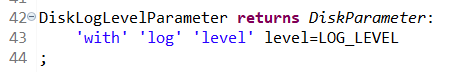 42 DiskLogLevelParameter returns DiskParameter:
43 'with' 'log' 'level' level=LOG_LEVEL
44 ;